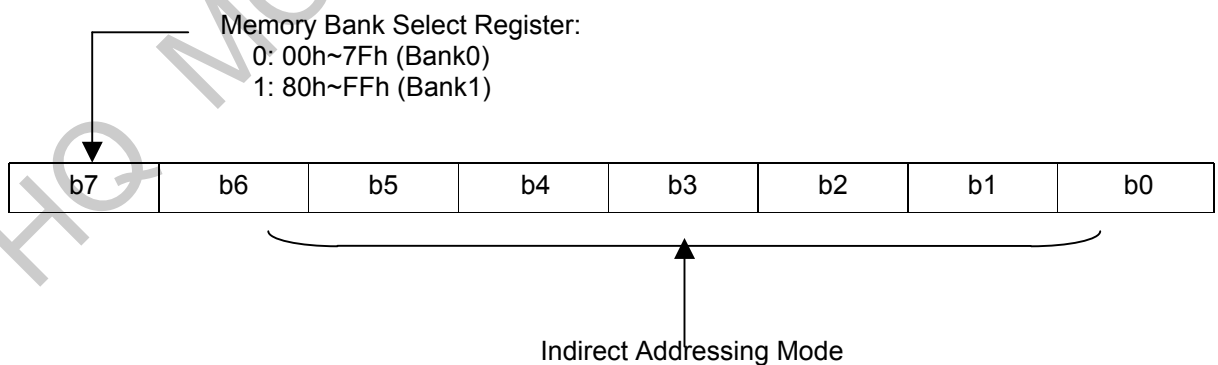 Memory Bank Select Register:
0: 00h~7Fh (Bank0)
1: 80h~FFh (Bank1)
b7 b6 b5 b4 b3 b2 b1 b0
Indirect Addressing Mode
HQ